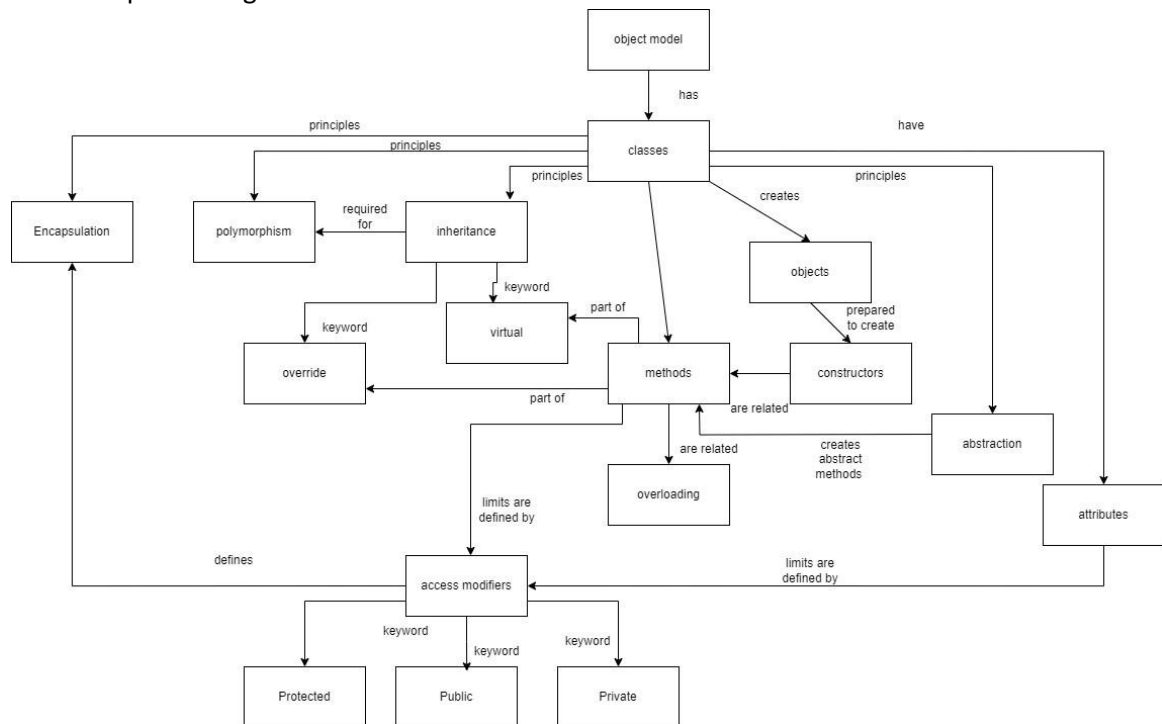 object model
has
principles
have
principles
classes
principles
principles
creates
Encapsulation
polymorphism
required
for
inheritance
objects
keyword
part of
prepared
to create
keyword
virtual
override
methods
constructors
part of
are related
abstraction
are related
creates
abstract
methods
overloading
limits are
defined by
attributes
defines
access modifiers
limits are
defined by
keyword
keyword
keyword
Protected
Public
Private